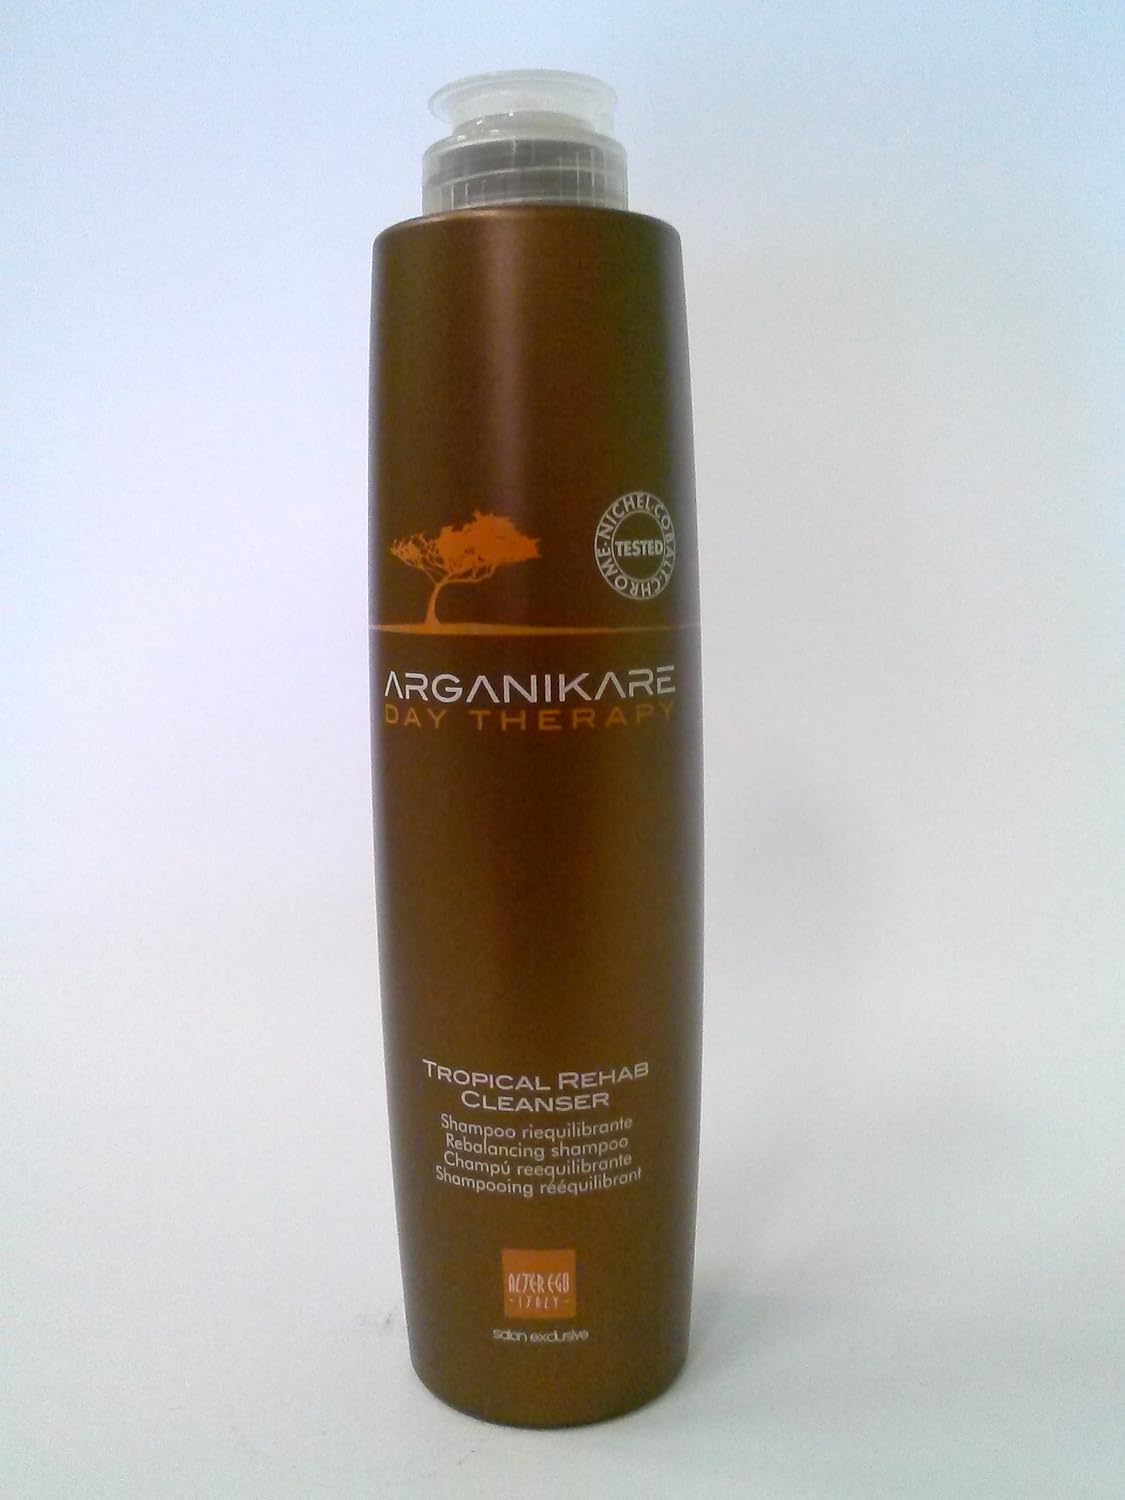 NICHEL·COBALT·CHROME·
TESTED
ARGANIKARE
DAY THERAPY
TROPICAL REHAB
CLEANSER
Shampoo riequilibrante
Rebalancing shampoo
Champú reequilibrante
Shampooing rééquilibrant
ALTER EGO
-ITALY-
salon exclusive